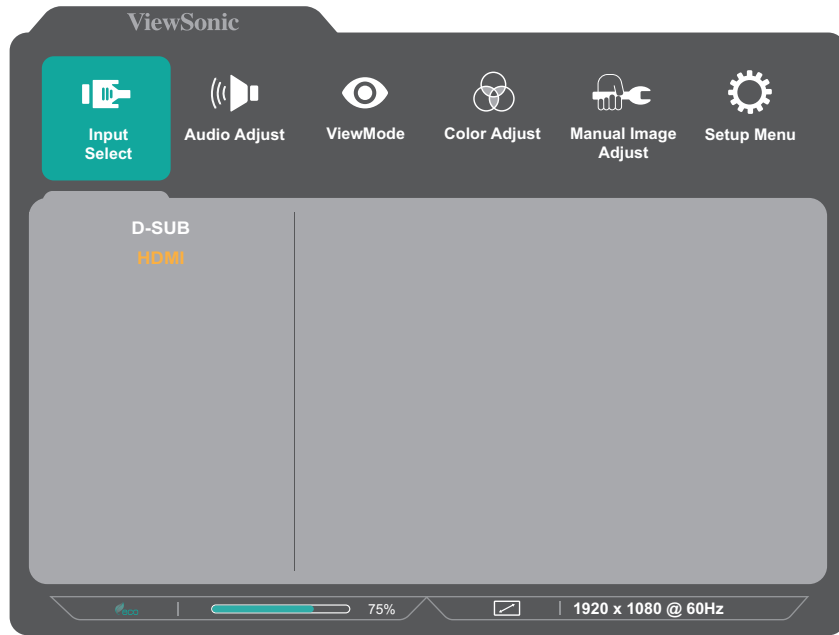 ViewSonic
Input
Select
Audio Adjust
ViewMode
Color Adjust
Manual Image
Adjust
Setup Menu
D-SUB
HDMI
eco
75%
1920 x 1080 @ 60Hz